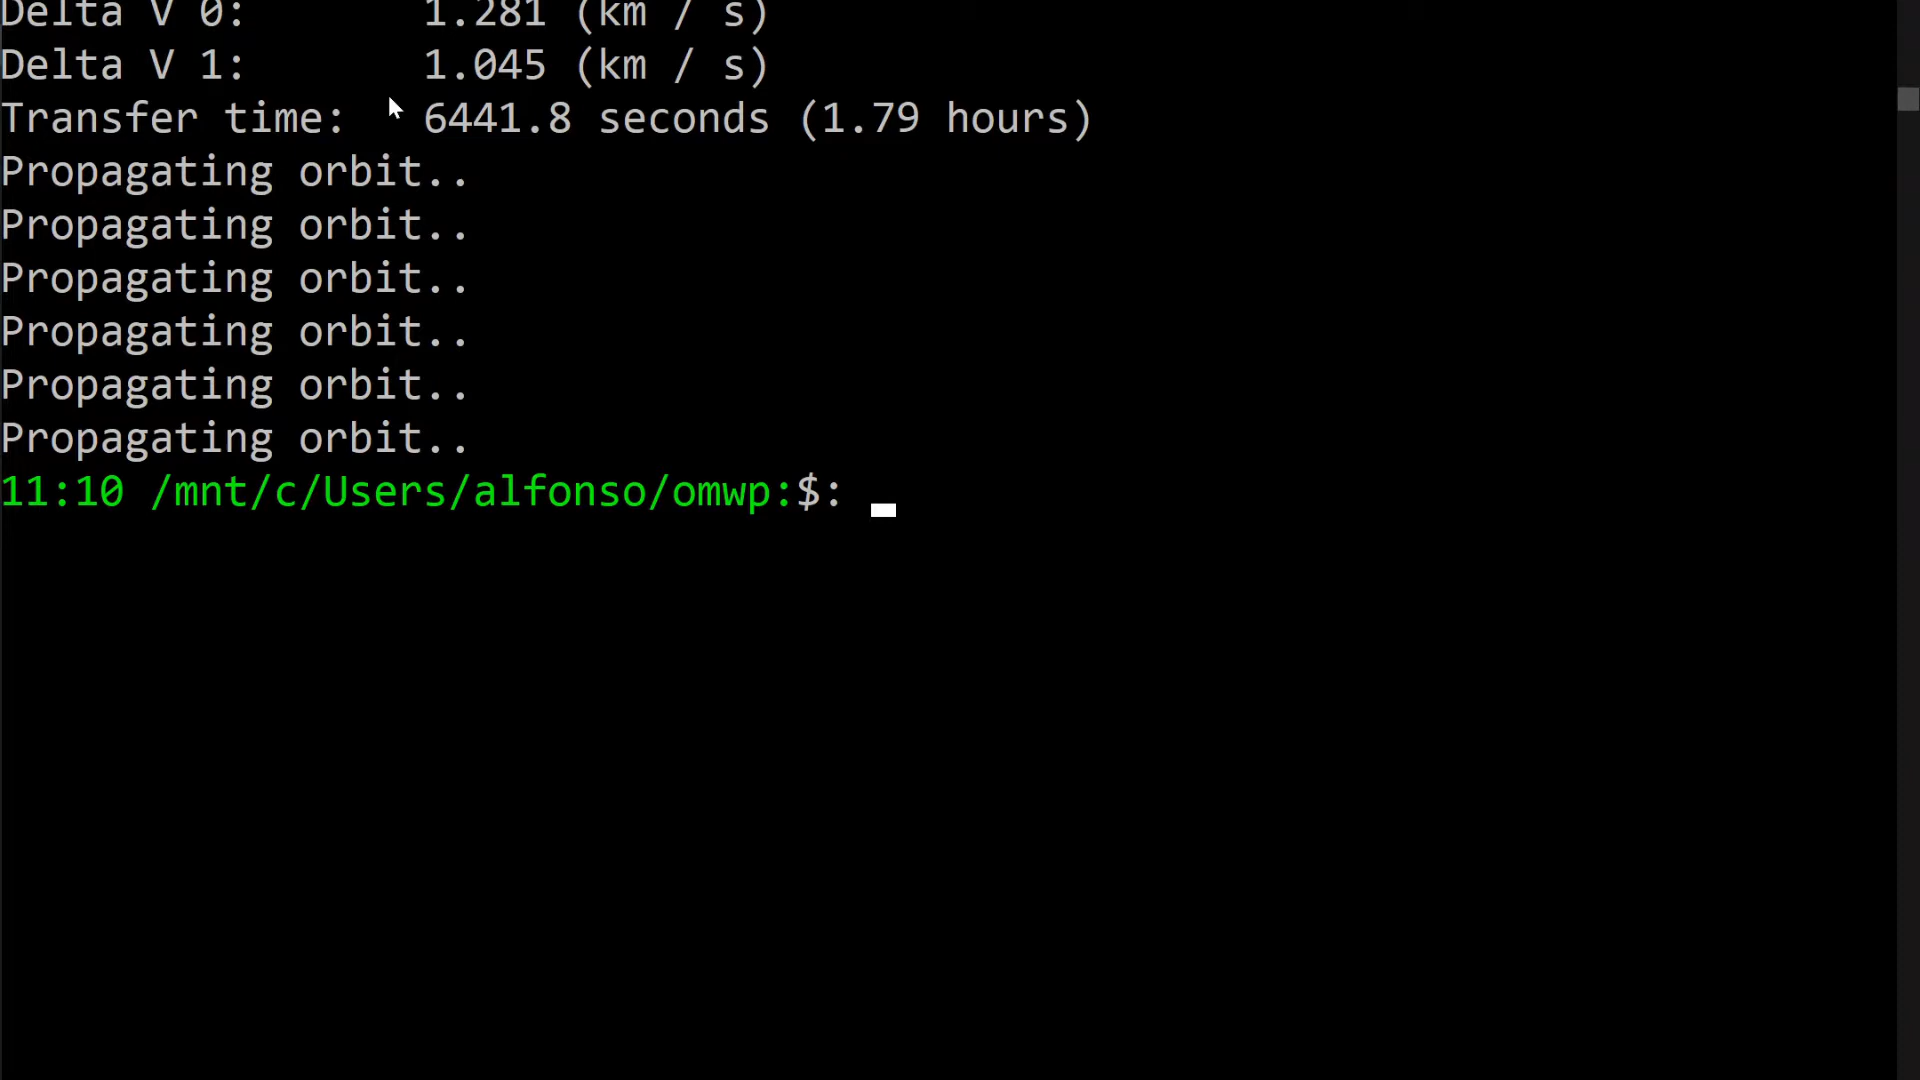 Delta V 0: 1.281 (km / s)
Delta V 1: 1.045 (km / s)
Transfer time: 6441.8 seconds (1.79 hours)
Propagating orbit..
Propagating orbit..
Propagating orbit..
Propagating orbit..
Propagating orbit..
Propagating orbit..
11:10 /mnt/c/Users/alfonso/omwp:$: